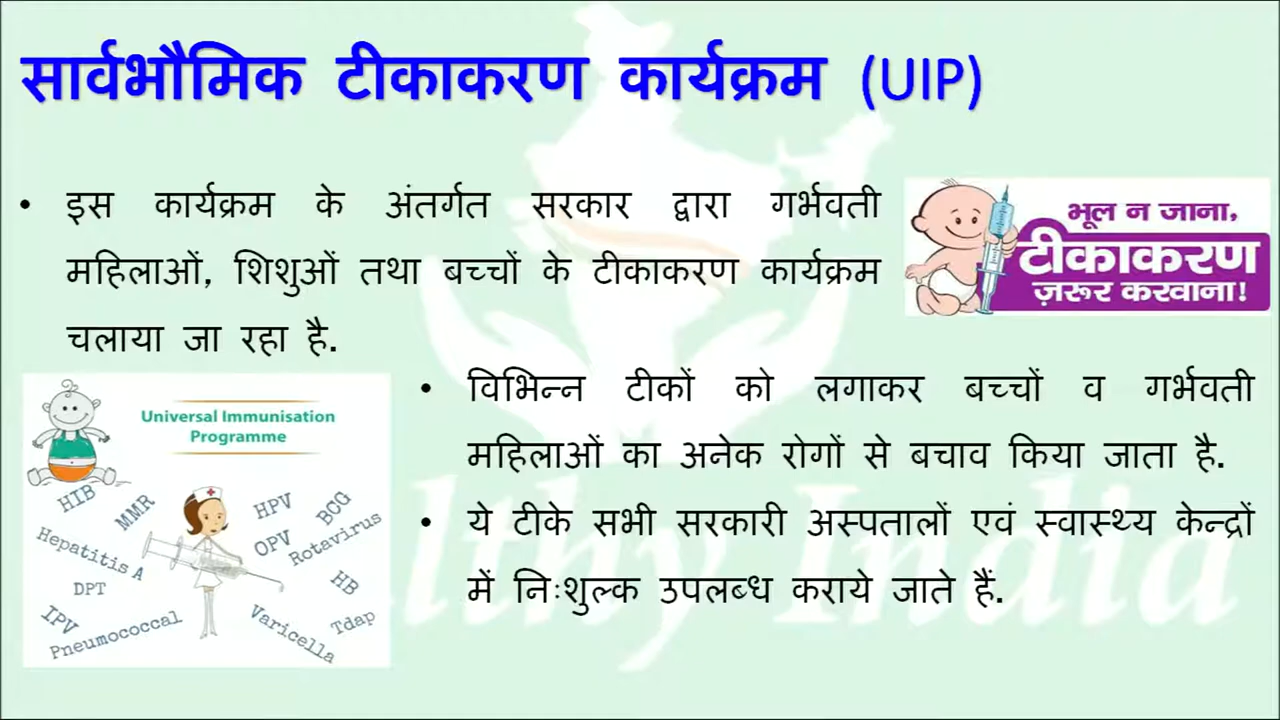 सार्वभौमिक टीकाकरण कार्यक्रम (UIP)
• इस कार्यक्रम के अंतर्गत सरकार द्वारा गर्भवती
महिलाओं, शिशुओं तथा बच्चों के टीकाकरण कार्यक्रम
चलाया जा रहा है.
भूल न जाना,
टीकाकरण
ज़रूर करवाना!
Universal Immunisation
Programme
HIB
MMR
HPV
BCG
Hepatitis A
OPV
Rotavirus
DPT
HB
IPV
Pneumococcal
Varicella
Tdap
• विभिन्न टीकों को लगाकर बच्चों व गर्भवती
महिलाओं का अनेक रोगों से बचाव किया जाता है.
• ये टीके सभी सरकारी अस्पतालों एवं स्वास्थ्य केन्द्रों
में निःशुल्क उपलब्ध कराये जाते हैं.